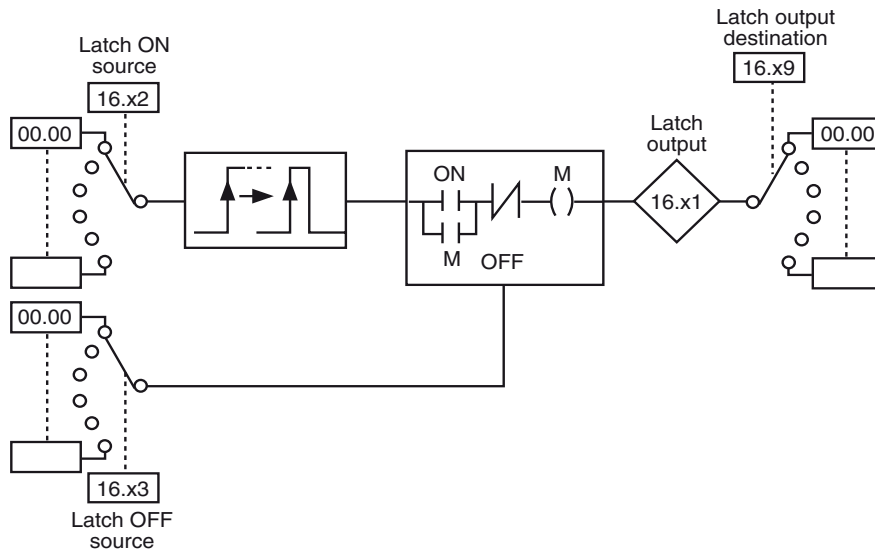 Latch ON
source
16.x2
00.00
Latch output
destination
16.x9
00.00
Latch
output
16.x1
ON
M
M
OFF
00.00
16.x3
Latch OFF
source